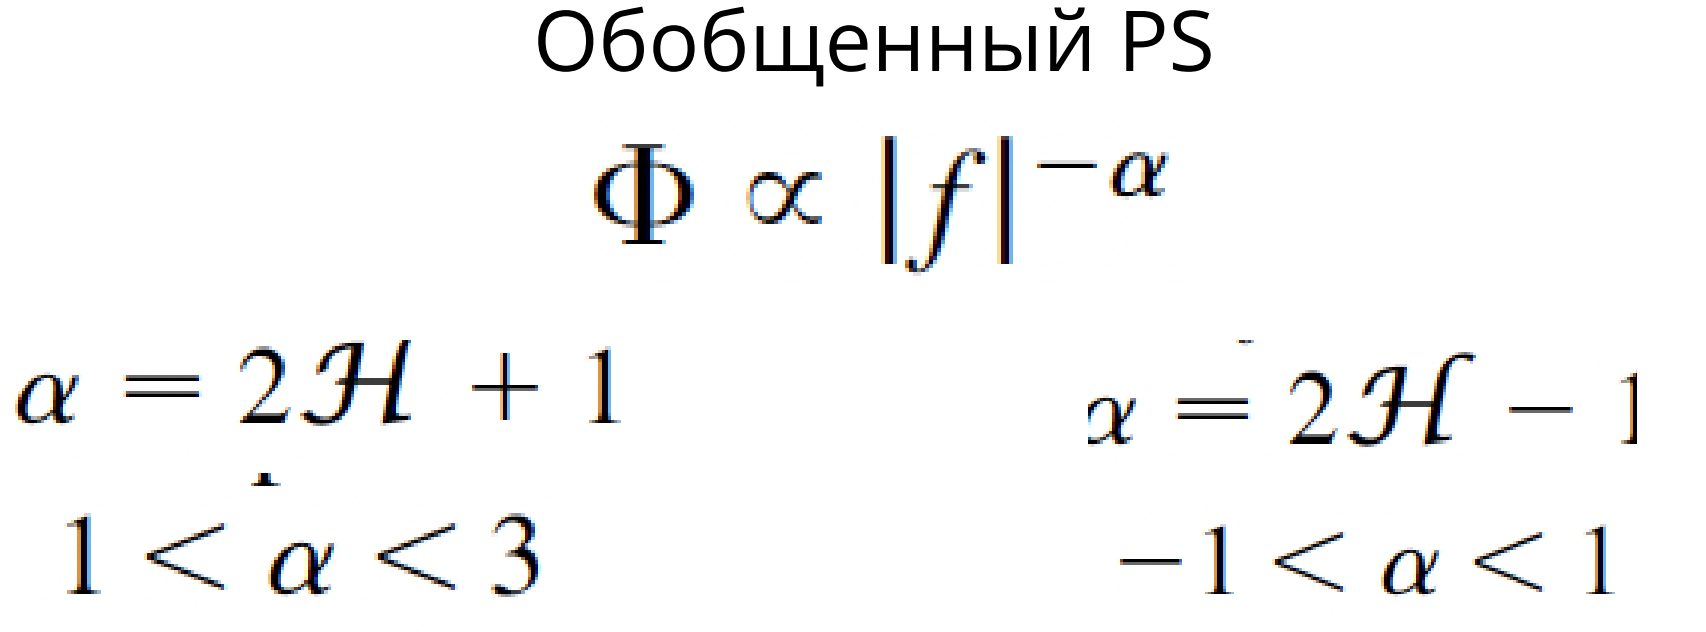 Обобщенный PS
Φ ∝ |f|^{−α}
α = 2ℋ + 1
α = 2ℋ − 1
1 < α < 3
−1 < α < 1